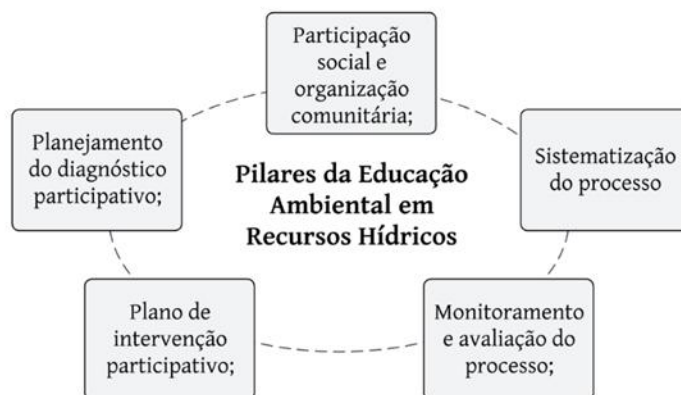 Participação
social e
organização
comunitária;
Planejamento
do diagnóstico
participativo;
Pilares da Educação
Ambiental em
Recursos Hídricos
Sistematização
do processo
Plano de
intervenção
participativo;
Monitoramento
e avaliação do
processo;